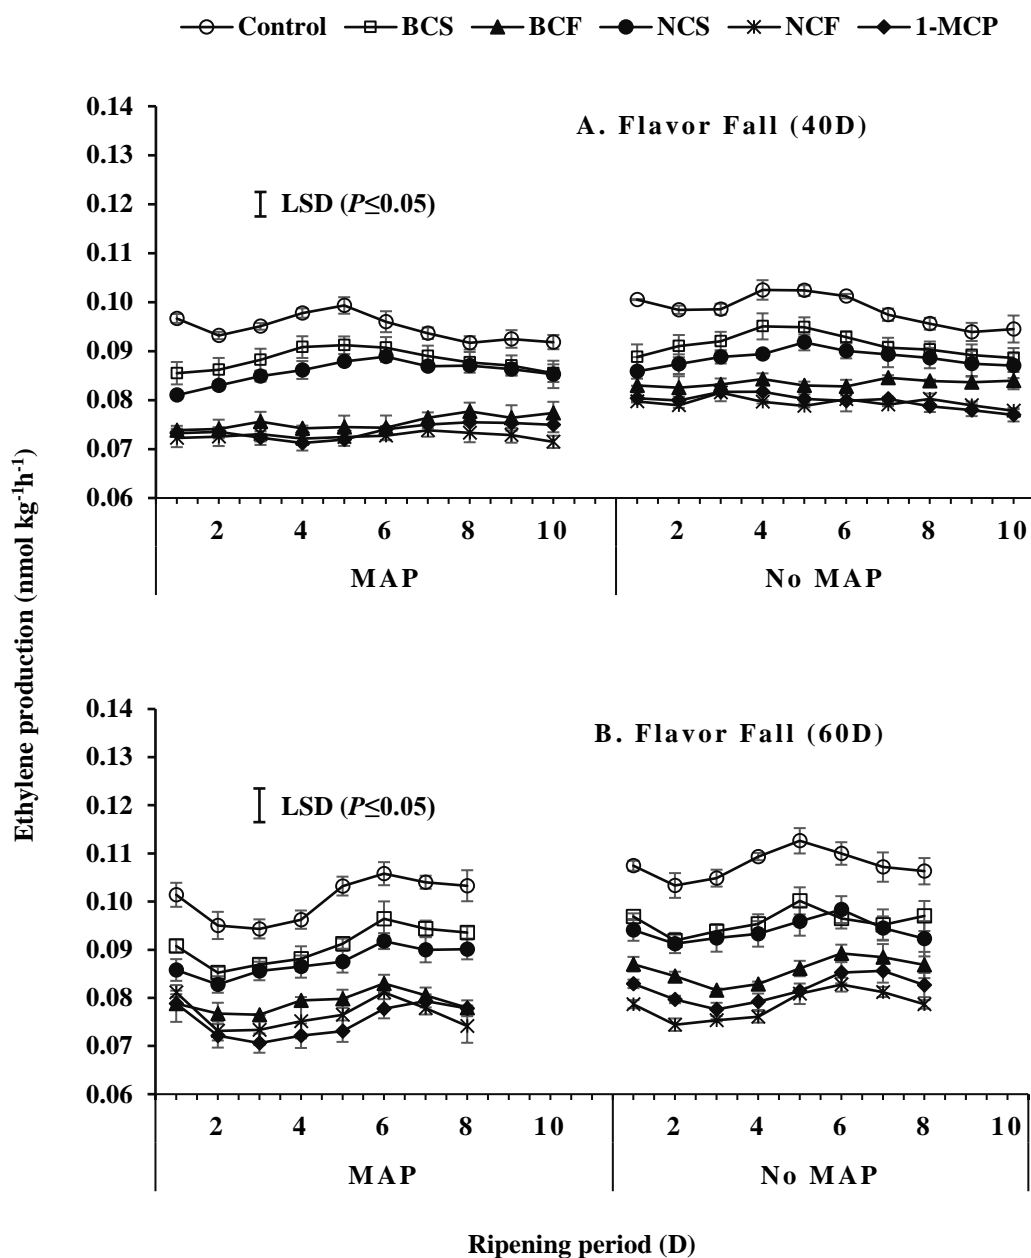 Control BCS BCF NCS NCF 1-MCP
A. Flavor Fall (40D)
LSD (P≤0.05)
0.14
0.13
0.12
0.11
0.10
0.09
0.08
0.07
0.06
2 4 6 8 10 2 4 6 8 10
MAP No MAP
Ethylene production (nmol kg⁻¹h⁻¹)
B. Flavor Fall (60D)
LSD (P≤0.05)
0.14
0.13
0.12
0.11
0.10
0.09
0.08
0.07
0.06
2 4 6 8 10 2 4 6 8 10
MAP No MAP
Ripening period (D)